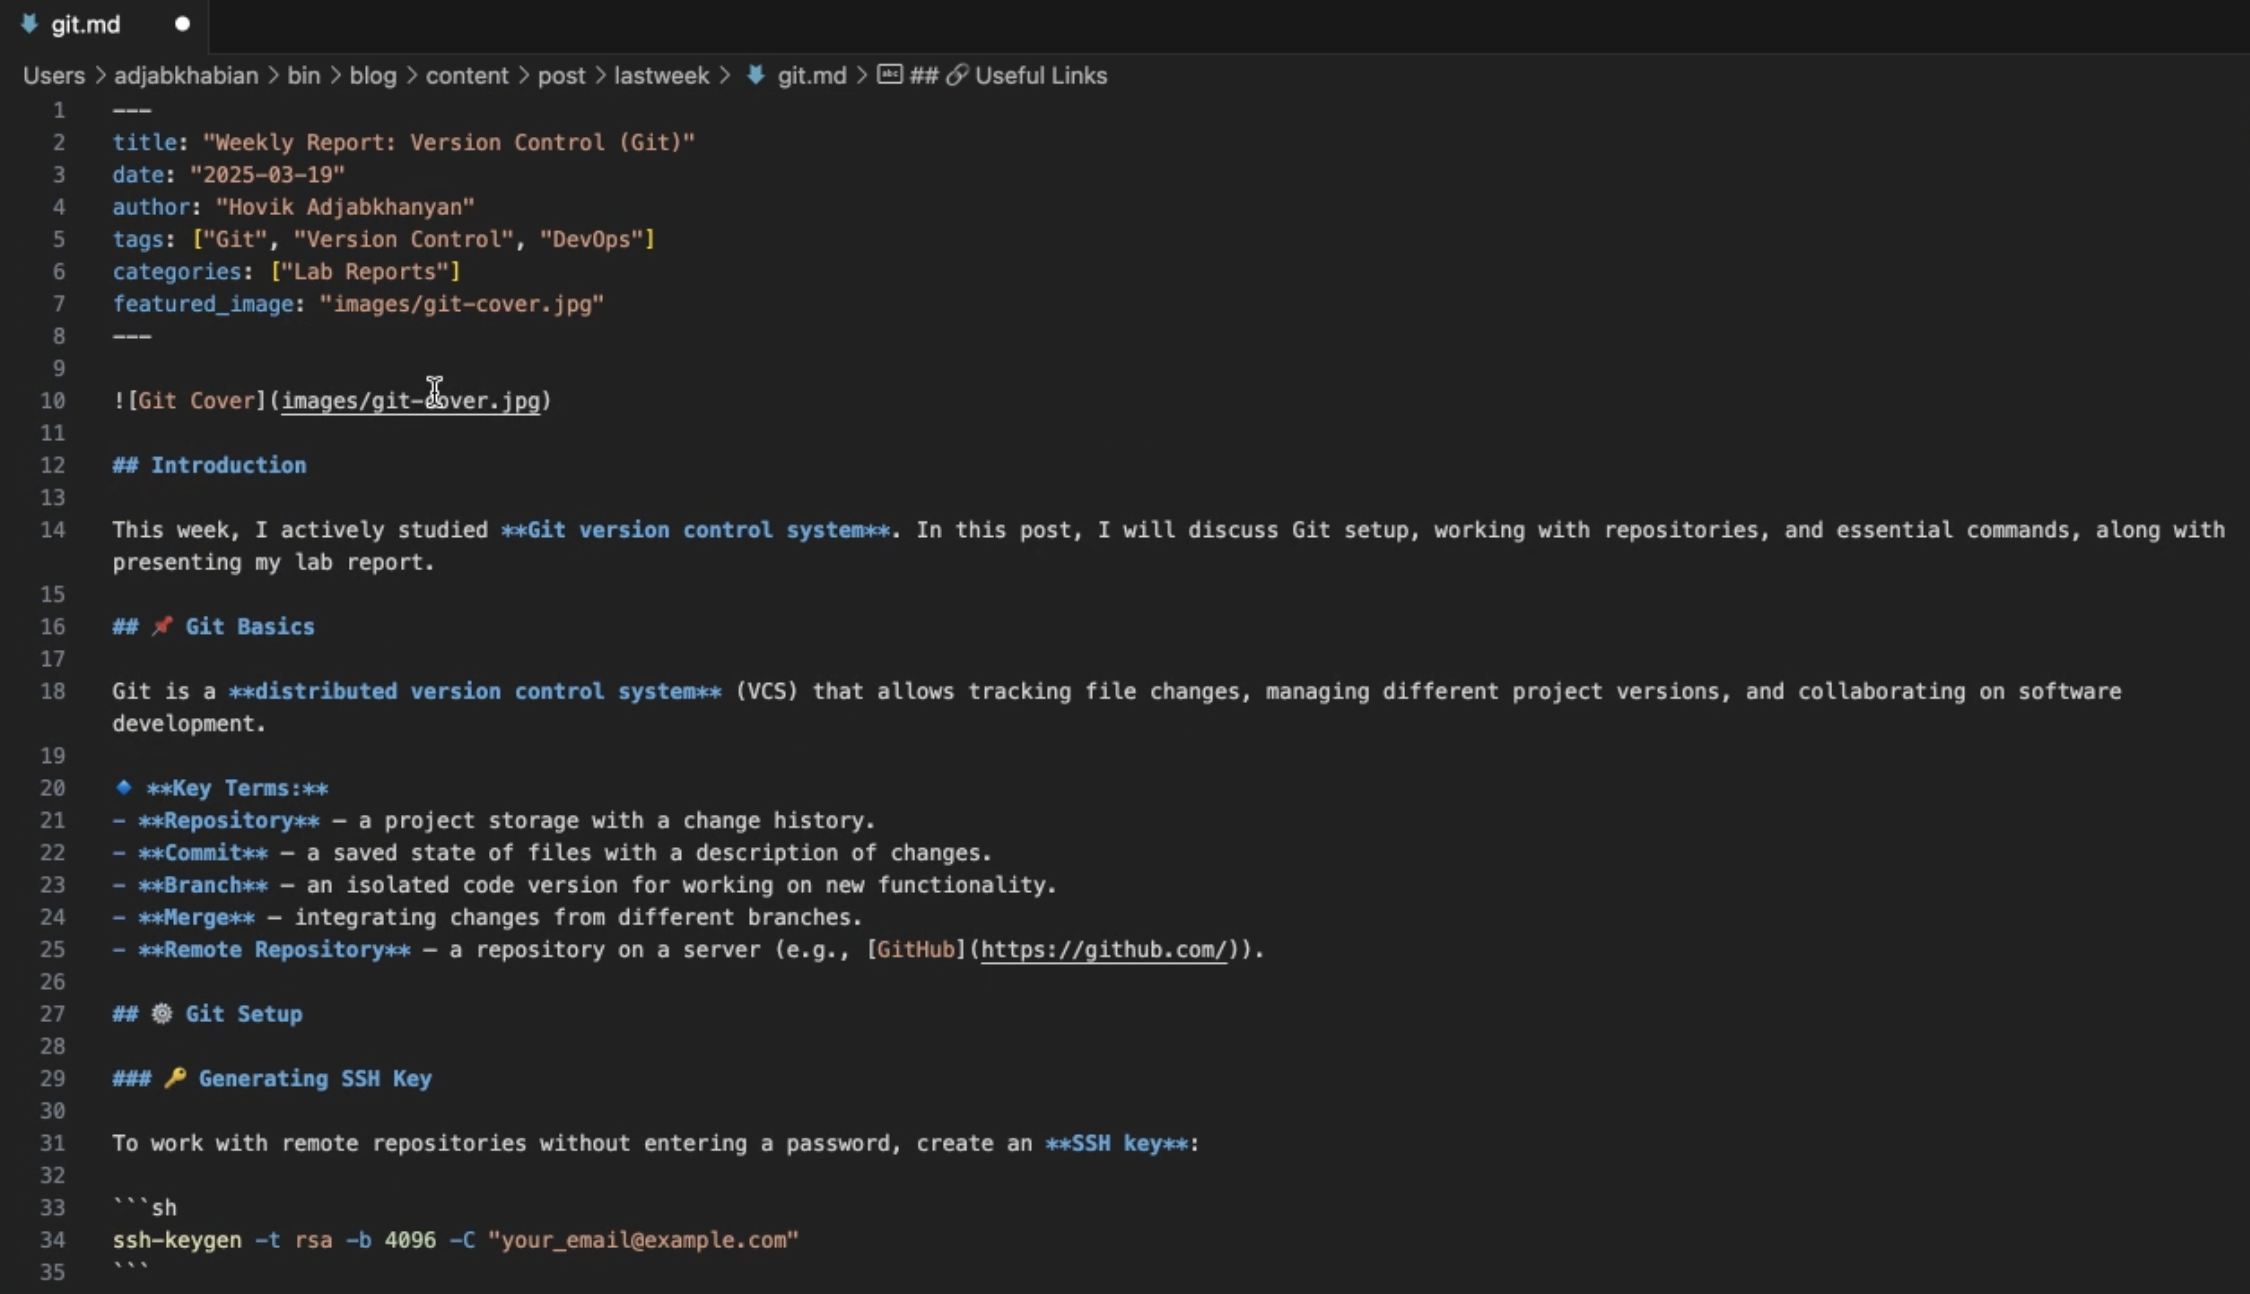 git.md
Users > adjabkhabian > bin > blog > content > post > lastweek > git.md > ## 🔗 Useful Links
1 ---
2 title: "Weekly Report: Version Control (Git)"
3 date: "2025-03-19"
4 author: "Hovik Adjabkhanyan"
5 tags: ["Git", "Version Control", "DevOps"]
6 categories: ["Lab Reports"]
7 featured_image: "images/git-cover.jpg"
8 ---
9
10 ![Git Cover](images/git-cover.jpg)
11
12 ## Introduction
13
14 This week, I actively studied **Git version control system**. In this post, I will discuss Git setup, working with repositories, and essential commands, along with
presenting my lab report.
15
16 ## 📌 Git Basics
17
18 Git is a **distributed version control system** (VCS) that allows tracking file changes, managing different project versions, and collaborating on software
development.
19
20 🔹 **Key Terms:**
21 - **Repository** — a project storage with a change history.
22 - **Commit** — a saved state of files with a description of changes.
23 - **Branch** — an isolated code version for working on new functionality.
24 - **Merge** — integrating changes from different branches.
25 - **Remote Repository** — a repository on a server (e.g., [GitHub](https://github.com/)).
26
27 ## ⚙️ Git Setup
28
29 ### 🔑 Generating SSH Key
30
31 To work with remote repositories without entering a password, create an **SSH key**:
32
33 ```sh
34 ssh-keygen -t rsa -b 4096 -C "your_email@example.com"
35 ```